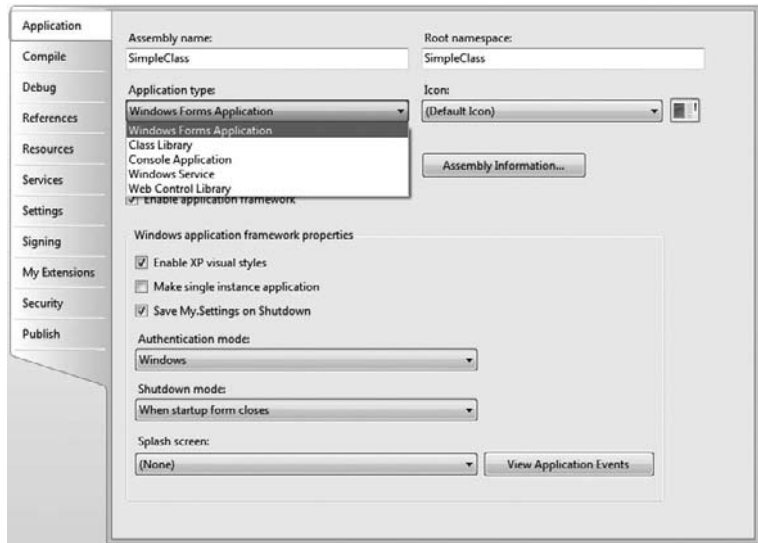 Application
Compile
Debug
References
Resources
Services
Settings
Signing
My Extensions
Security
Publish
Assembly name:
Root namespace:
SimpleClass
SimpleClass
Application type:
Icon:
Windows Forms Application
(Default Icon)
Windows Forms Application
Class Library
Console Application
Windows Service
Web Control Library
Assembly Information...
Enable application framework
Windows application framework properties
Enable XP visual styles
Make single instance application
Save My.Settings on Shutdown
Authentication mode:
Windows
Shutdown mode:
When startup form closes
Splash screen:
(None)
View Application Events